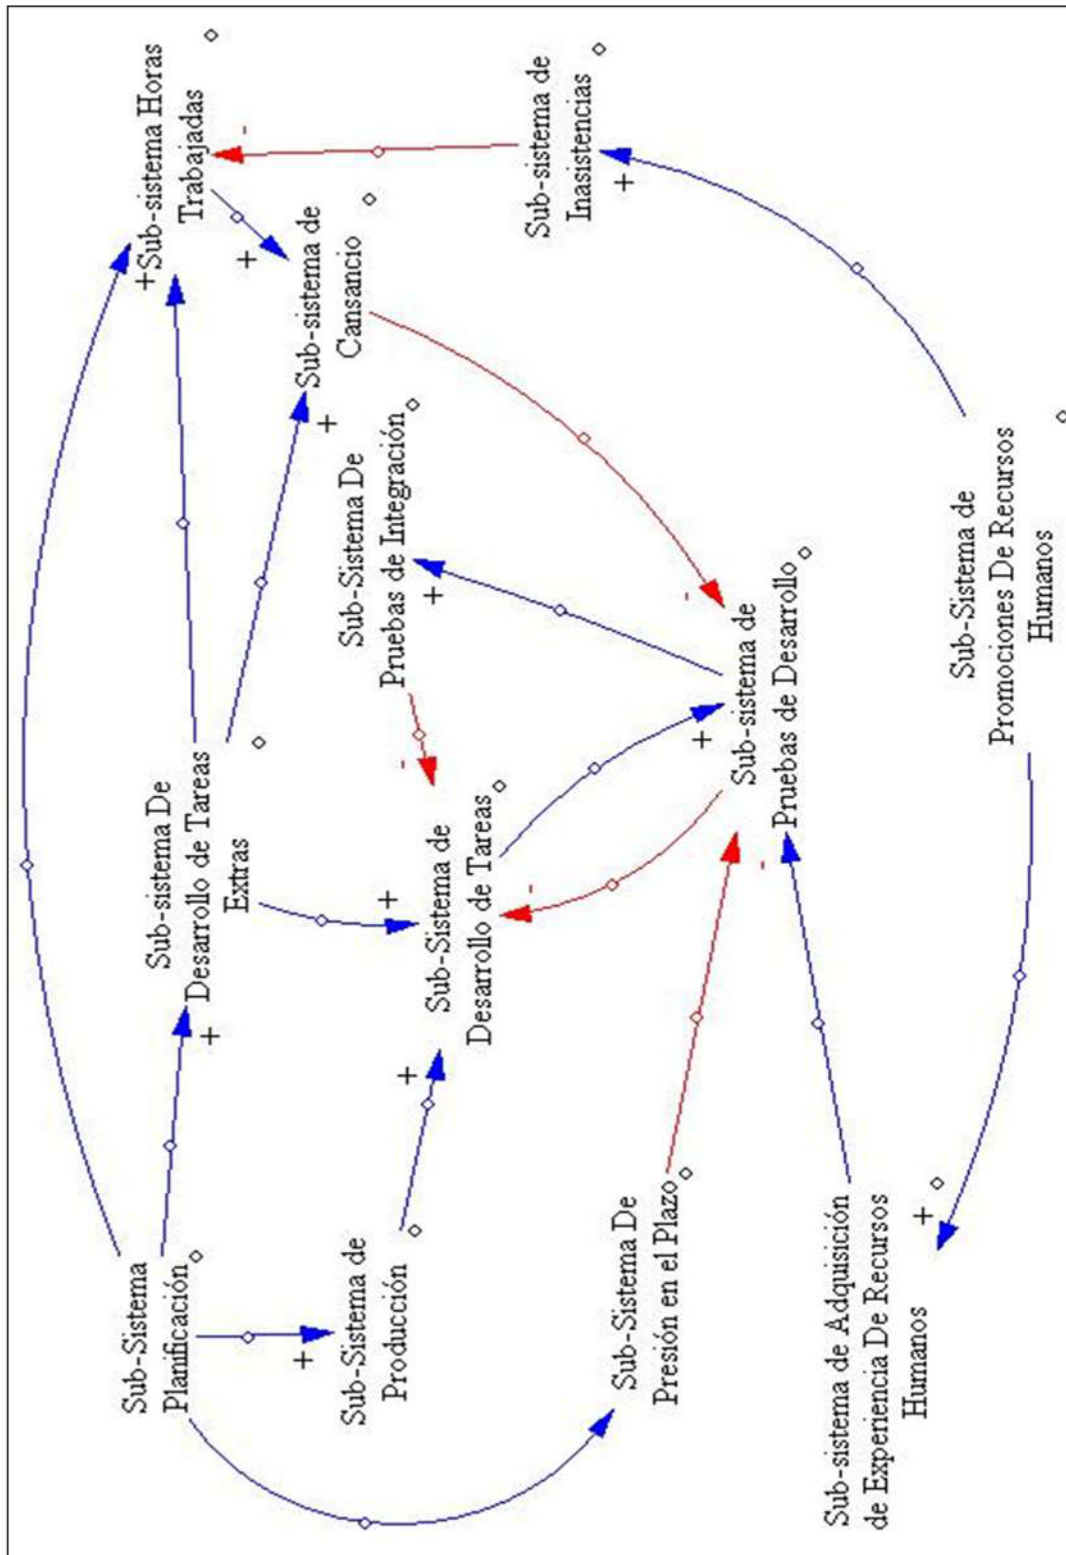 Sub-Sistema
Planificación
Sub-sistema De
Desarrollo de Tareas
Extras
Sub-sistema Horas
Trabajadas
Sub-Sistema de
Producción
Sub-sistema de
Cansancio
Sub-Sistema De
Pruebas de Integración
Sub-Sistema de
Desarrollo de Tareas
Sub-sistema de
Inasistencias
Sub-Sistema De
Presión en el Plazo
Sub-sistema de
Pruebas de Desarrollo
Sub-sistema de Adquisición
de Experiencia De Recursos
Humanos
Sub-Sistema de
Promociones De Recursos
Humanos